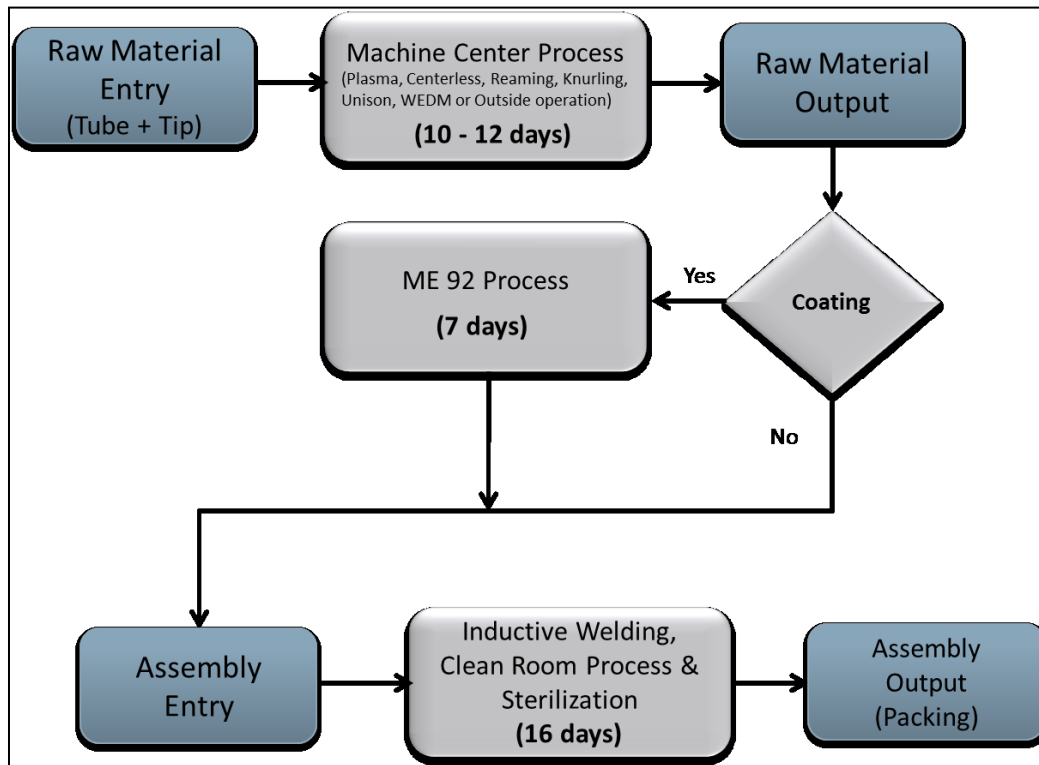 Raw Material
Entry
(Tube + Tip)
Machine Center Process
(Plasma, Centerless, Reaming, Knurling,
Unison, WEDM or Outside operation)
(10 - 12 days)
Raw Material
Output
Coating
Yes
ME 92 Process
(7 days)
No
Assembly
Entry
Inductive Welding,
Clean Room Process &
Sterilization
(16 days)
Assembly
Output
(Packing)